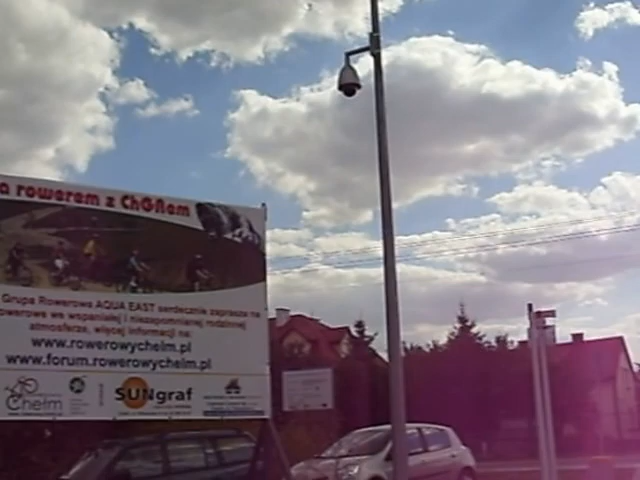 a rowerem z ChGRem
Grupa Rowerowa AQUA EAST serdecznie zaprasza na
rowerowe we wspaniałej i niezapomnianej rodzinnej
atmosferze, więcej informacji na:
www.rowerowychelm.pl
www.forum.rowerowychelm.pl
Chełm
SUNgraf